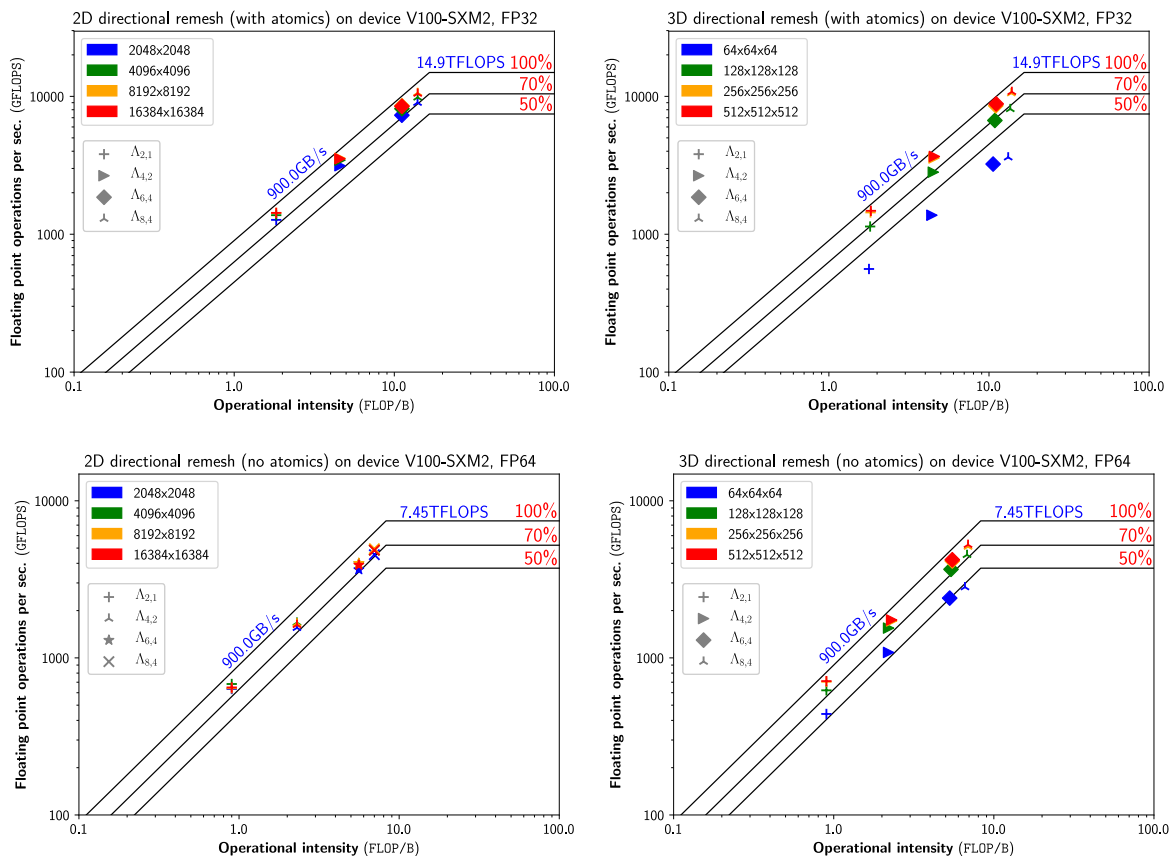 2D directional remesh (with atomics) on device V100-SXM2, FP32
2048x2048
4096x4096
8192x8192
16384x16384
Λ2,1
Λ4,2
Λ6,4
Λ8,4
14.9TFLOPS
100%
70%
50%
900.0GB/s
10000
1000
100
0.1
1.0
10.0
100.0
Floating point operations per sec. (GFLOPS)
Operational intensity (FLOP/B)
3D directional remesh (with atomics) on device V100-SXM2, FP32
64x64x64
128x128x128
256x256x256
512x512x512
Λ2,1
Λ4,2
Λ6,4
Λ8,4
14.9TFLOPS
100%
70%
50%
900.0GB/s
10000
1000
100
0.1
1.0
10.0
100.0
Floating point operations per sec. (GFLOPS)
Operational intensity (FLOP/B)
2D directional remesh (no atomics) on device V100-SXM2, FP64
2048x2048
4096x4096
8192x8192
16384x16384
Λ2,1
Λ4,2
Λ6,4
Λ8,4
7.45TFLOPS
100%
70%
50%
900.0GB/s
10000
1000
100
0.1
1.0
10.0
100.0
Floating point operations per sec. (GFLOPS)
Operational intensity (FLOP/B)
3D directional remesh (no atomics) on device V100-SXM2, FP64
64x64x64
128x128x128
256x256x256
512x512x512
Λ2,1
Λ4,2
Λ6,4
Λ8,4
7.45TFLOPS
100%
70%
50%
900.0GB/s
10000
1000
100
0.1
1.0
10.0
100.0
Floating point operations per sec. (GFLOPS)
Operational intensity (FLOP/B)